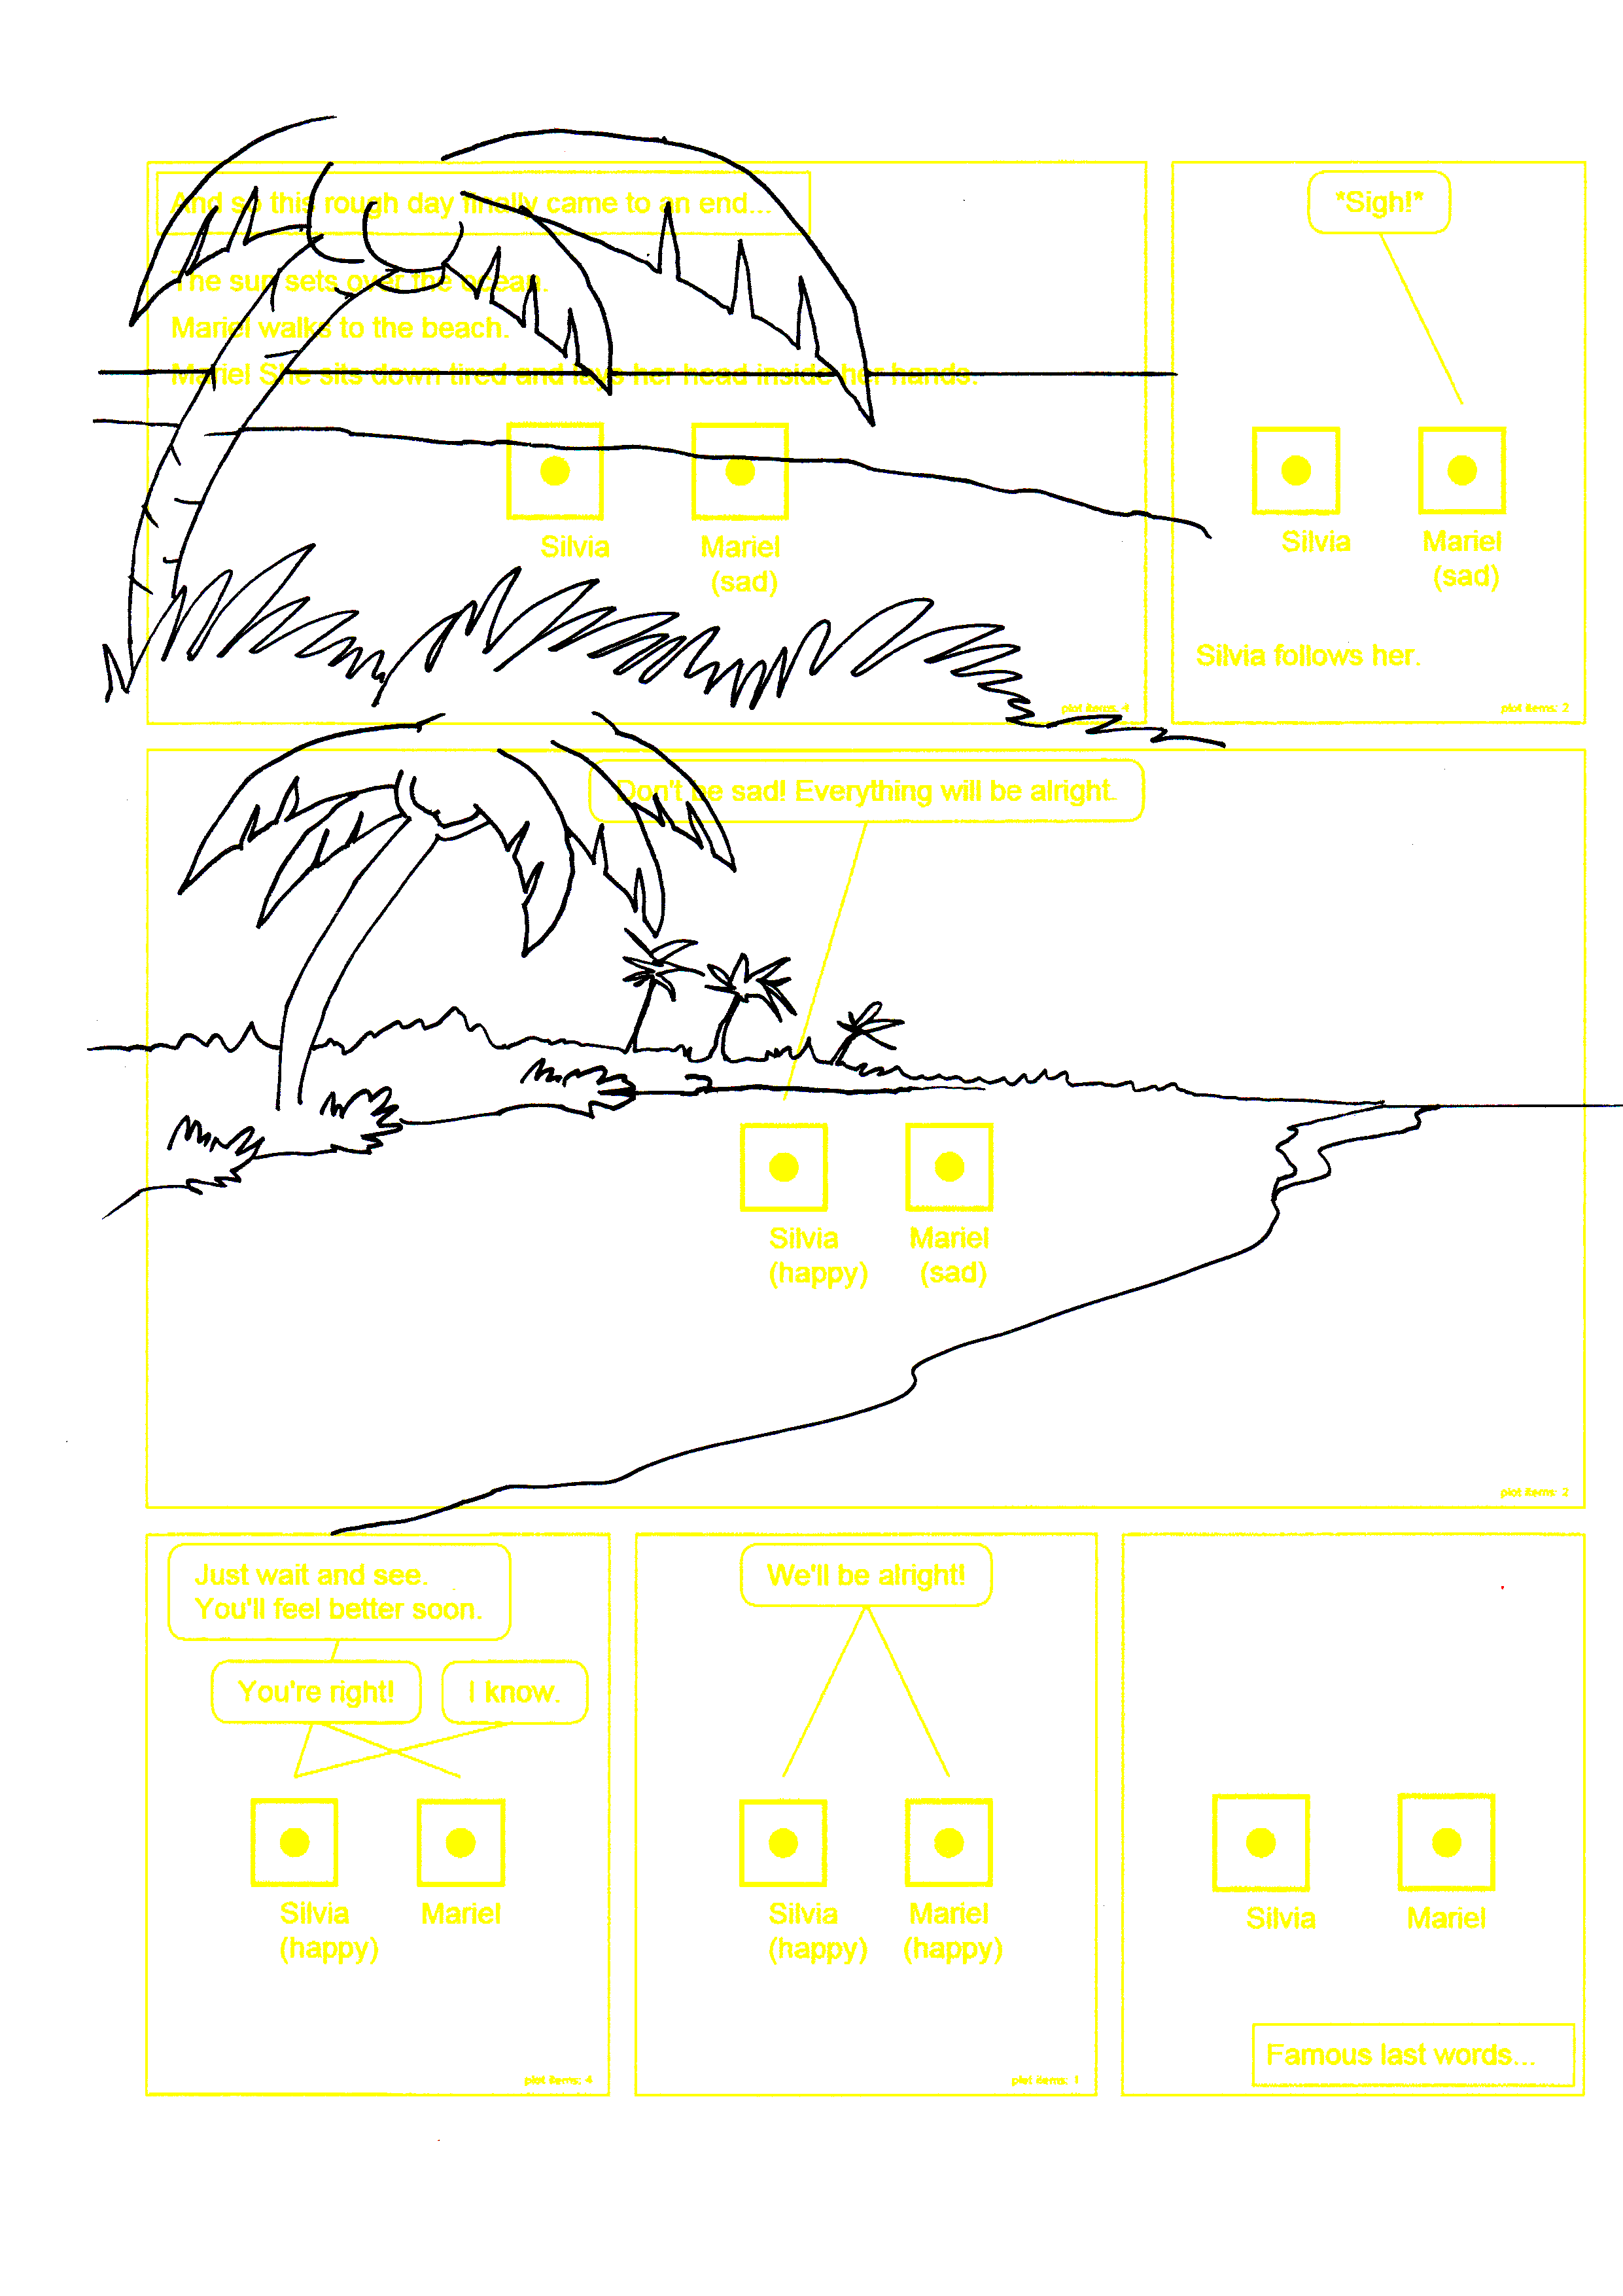 And so this rough day finally came to an end...
The sun sets over the ocean.
Mariel walks to the beach.
Mariel She sits down tired and lays her head inside her hands.
Silvia
Mariel
(sad)
plot items: 4
*Sigh!*
Silvia
Mariel
(sad)
Silvia follows her.
plot items: 2
Don't be sad! Everything will be alright.
Silvia
(happy)
Mariel
(sad)
plot items: 2
Just wait and see.
You'll feel better soon.
You're right!
I know.
Silvia
(happy)
Mariel
plot items: 4
We'll be alright!
Silvia
(happy)
Mariel
(happy)
plot items: 1
Silvia
Mariel
Famous last words...